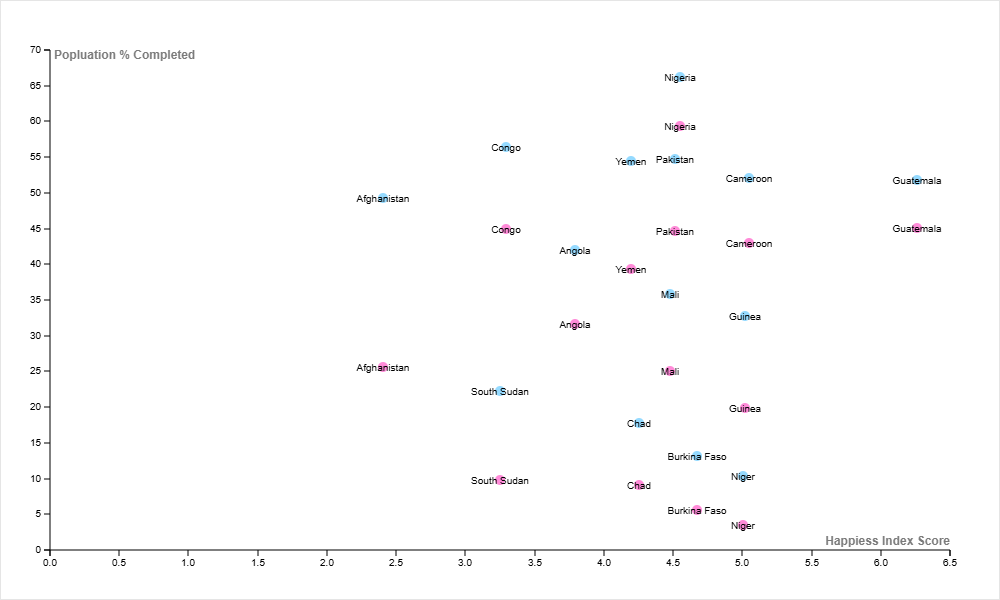 70
Popluation % Completed
65
60
55
50
45
40
35
30
25
20
15
10
5
0
Nigeria
Nigeria
Congo
Yemen
Pakistan
Cameroon
Guatemala
Afghanistan
Congo
Pakistan
Guatemala
Cameroon
Angola
Yemen
Mali
Guinea
Angola
Afghanistan
Mali
South Sudan
Guinea
Chad
Burkina Faso
Niger
South Sudan
Chad
Burkina Faso
Niger
Happiess Index Score
0.0 0.5 1.0 1.5 2.0 2.5 3.0 3.5 4.0 4.5 5.0 5.5 6.0 6.5